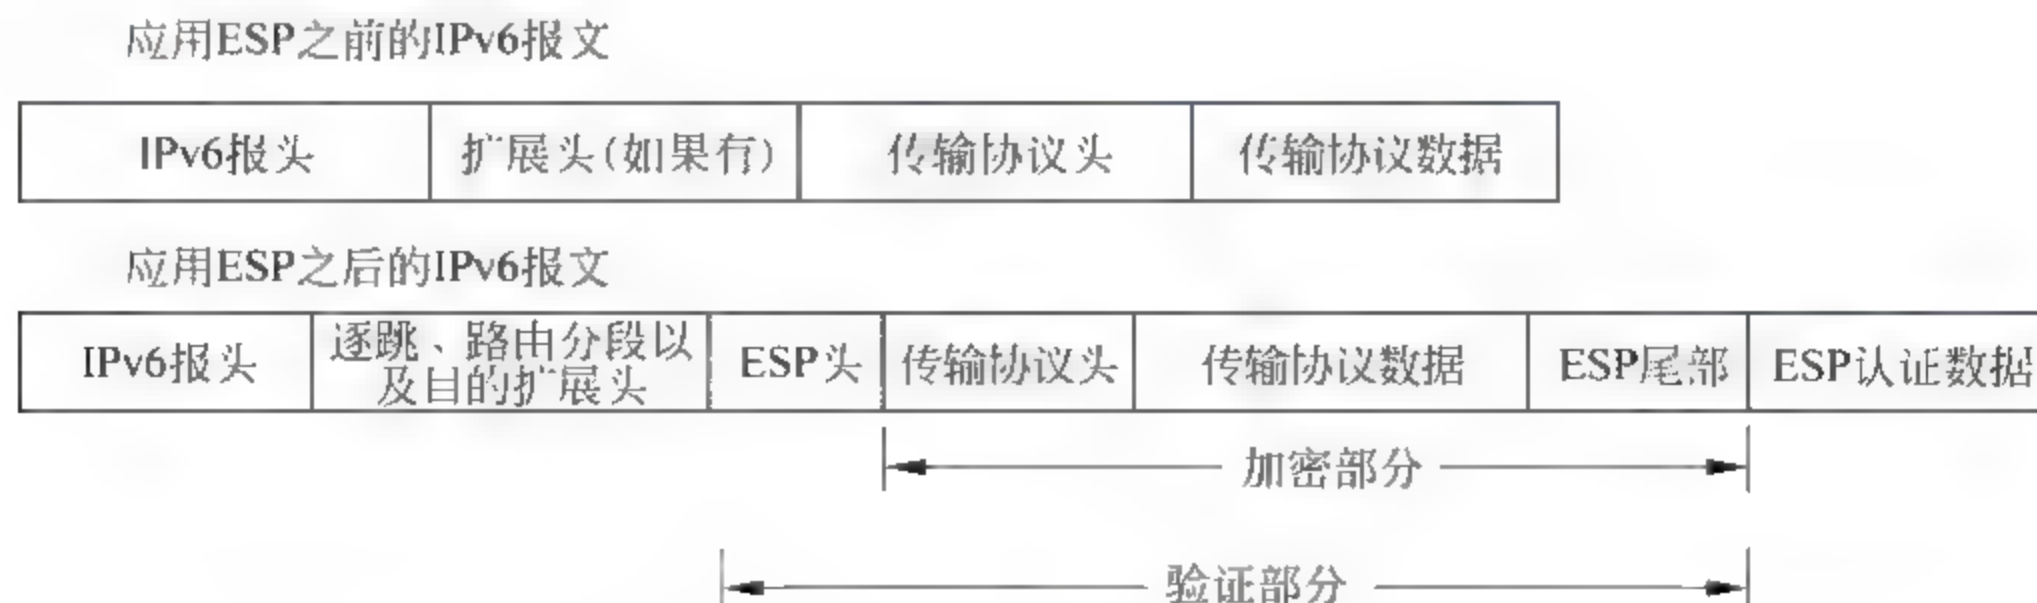 应用ESP之前的IPv6报文
IPv6报头 扩展头(如果有) 传输协议头 传输协议数据
应用ESP之后的IPv6报文
IPv6报头
逐跳、路由分段以
及目的扩展头
ESP头 传输协议头 传输协议数据 ESP尾部 ESP认证数据
加密部分
验证部分